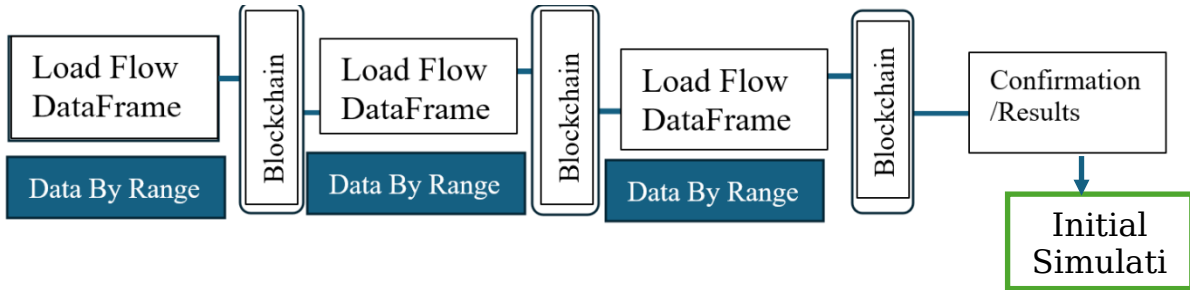 Load Flow
DataFrame
Data By Range
Blockchain
Load Flow
DataFrame
Data By Range
Blockchain
Load Flow
DataFrame
Data By Range
Blockchain
Confirmation
/Results
Initial
Simulati